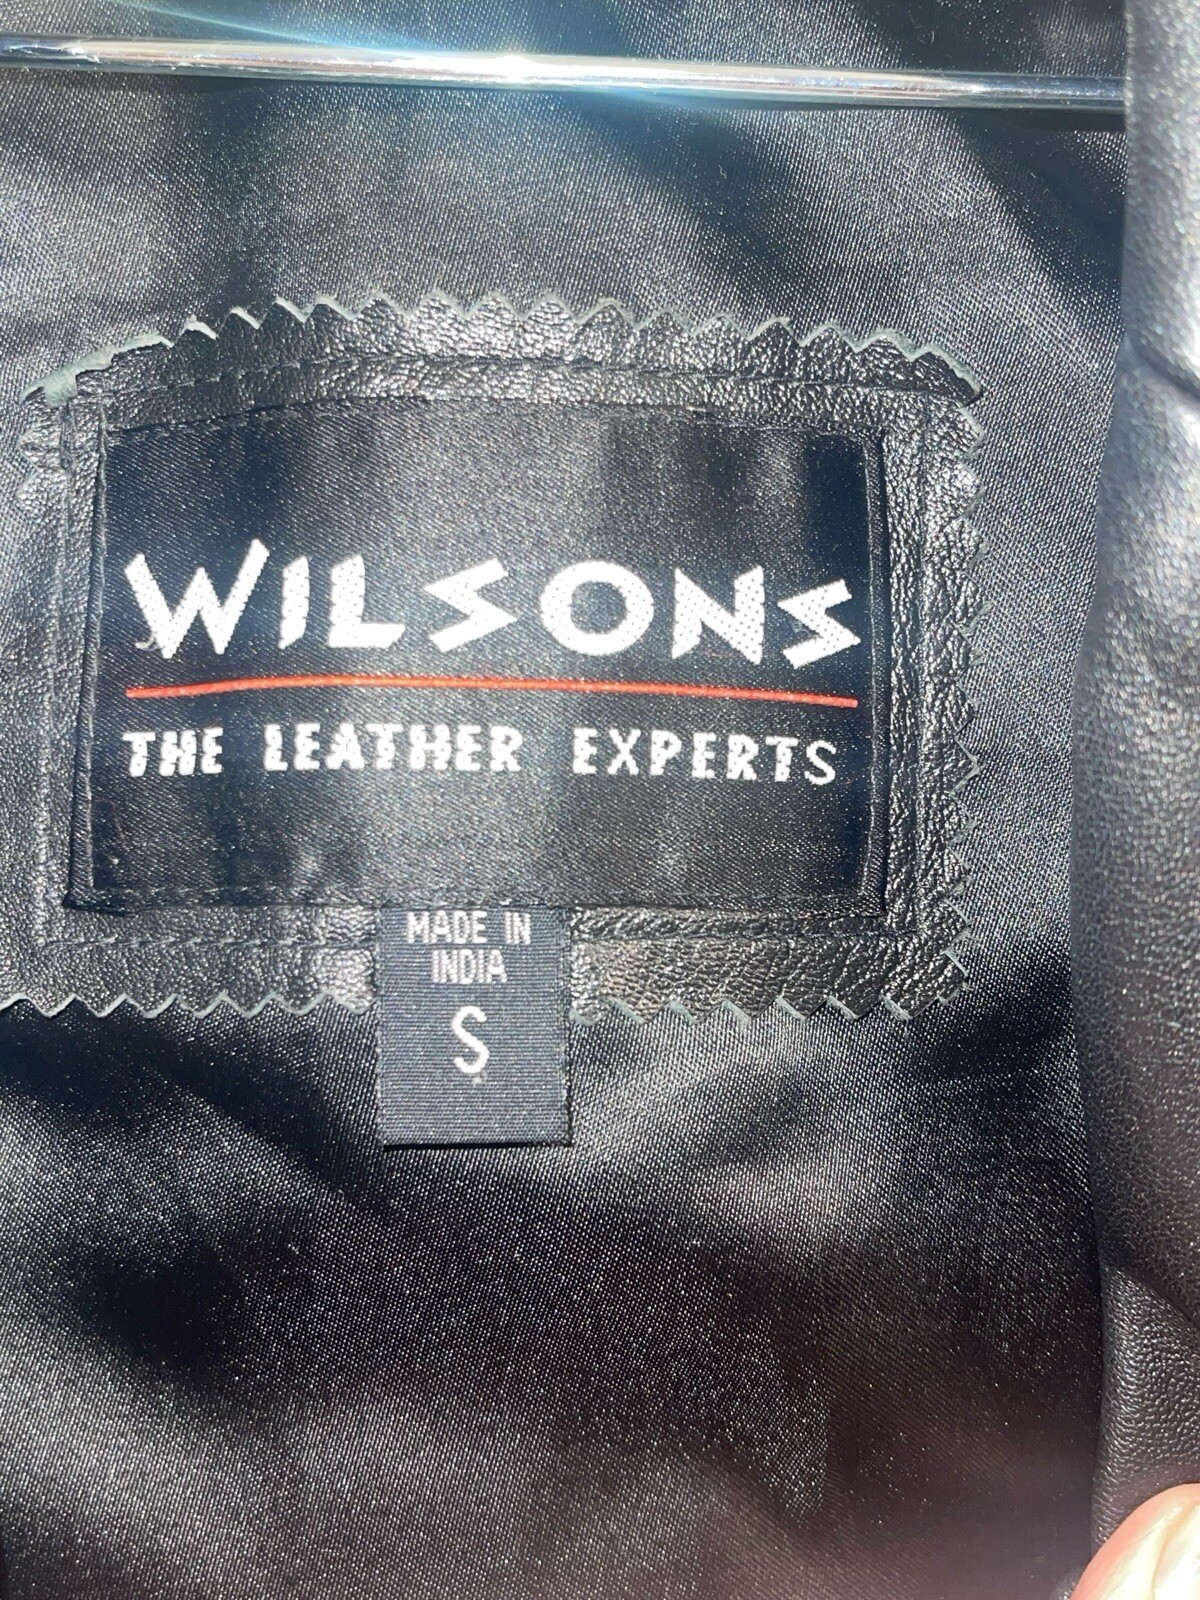 WILSONS
THE LEATHER EXPERTS
MADE IN
INDIA
S